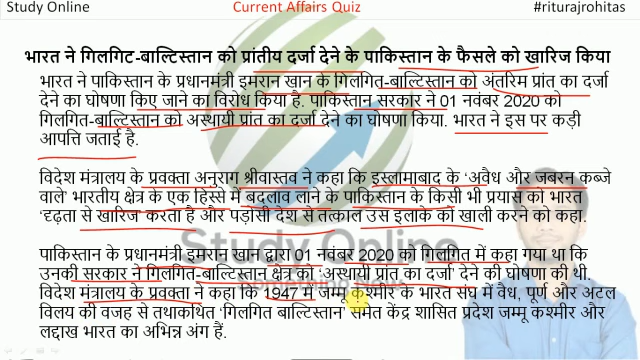 Study Online
Current Affairs Quiz
#riturajrohitas
भारत ने गिलगिट-बाल्टिस्तान को प्रांतीय दर्जा देने के पाकिस्तान के फैसले को खारिज किया
भारत ने पाकिस्तान के प्रधानमंत्री इमरान खान के गिलगित-बाल्टिस्तान को अंतरिम प्रांत का दर्जा
देने का घोषणा किए जाने का विरोध किया है. पाकिस्तान सरकार ने 01 नवंबर 2020 को
गिलगित-बाल्टिस्तान को अस्थायी प्रांत का दर्जा देने का घोषणा किया. भारत ने इस पर कड़ी
आपत्ति जताई है.
विदेश मंत्रालय के प्रवक्ता अनुराग श्रीवास्तव ने कहा कि इस्लामाबाद के 'अवैध और जबरन कब्जे
वाले' भारतीय क्षेत्र के एक हिस्से में बदलाव लाने के पाकिस्तान के किसी भी प्रयास को भारत
'दृढ़ता से खारिज करता है और पड़ोसी देश से तत्काल उस इलाके को खाली करने को कहा.
पाकिस्तान के प्रधानमंत्री इमरान खान द्वारा 01 नवंबर 2020 को गिलगित में कहा गया था कि
उनकी सरकार ने गिलगित-बाल्टिस्तान क्षेत्र को 'अस्थायी प्रांत का दर्जा' देने की घोषणा की थी.
विदेश मंत्रालय के प्रवक्ता ने कहा कि 1947 में जम्मू कश्मीर के भारत संघ में वैध, पूर्ण और अटल
विलय की वजह से तथाकथित 'गिलगित बाल्टिस्तान' समेत केंद्र शासित प्रदेश जम्मू कश्मीर और
लद्दाख भारत का अभिन्न अंग हैं.
Study Online